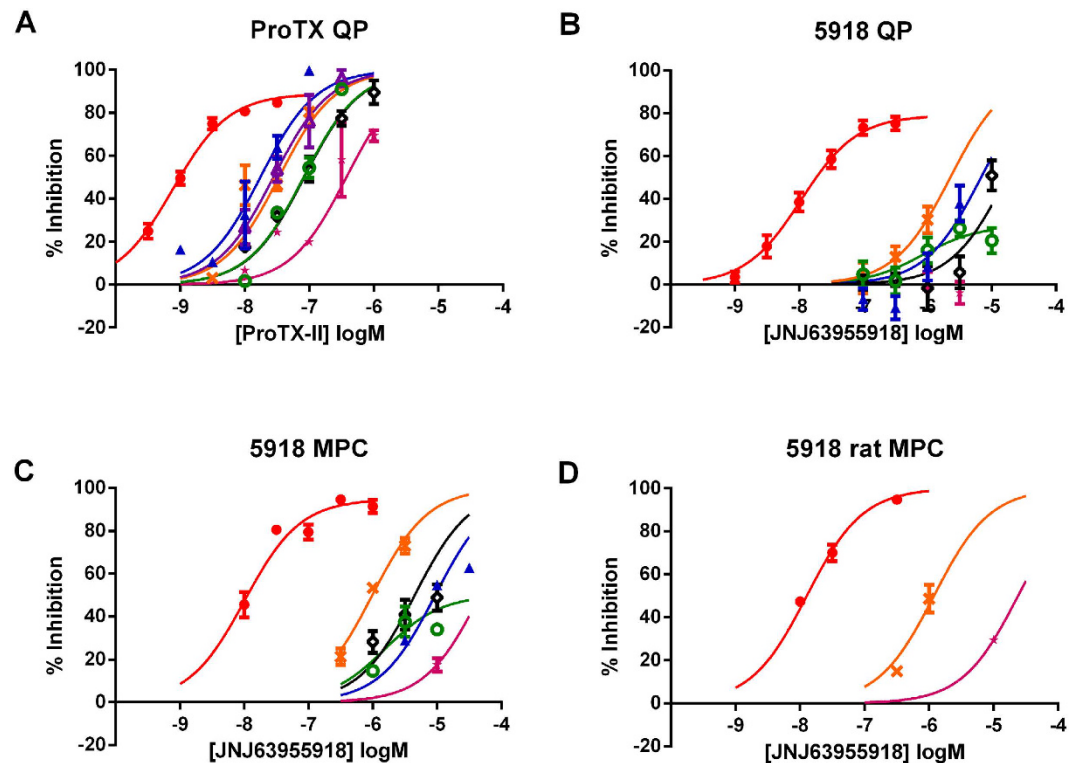 A
ProTX QP
% Inhibition
100
80
60
40
20
0
-20
-9 -8 -7 -6 -5 -4
[ProTX-II] logM
B
5918 QP
% Inhibition
100
80
60
40
20
0
-20
-9 -8 -7 -6 -5 -4
[JNJ63955918] logM
C
5918 MPC
% Inhibition
100
80
60
40
20
0
-20
-9 -8 -7 -6 -5 -4
[JNJ63955918] logM
D
5918 rat MPC
% Inhibition
100
80
60
40
20
0
-20
-9 -8 -7 -6 -5 -4
[JNJ63955918] logM